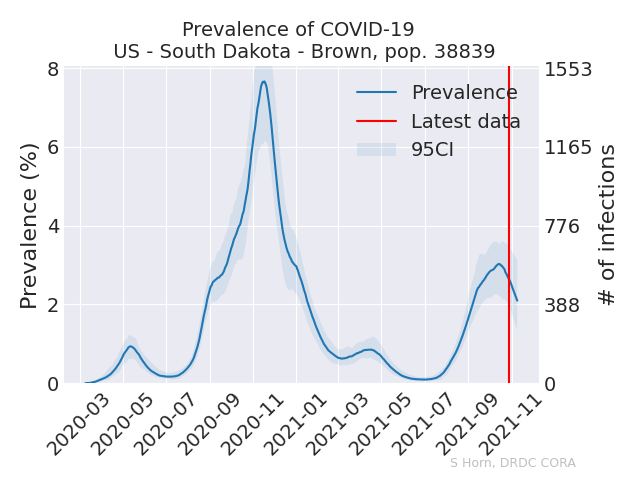 Prevalence of COVID-19
US - South Dakota - Brown, pop. 38839
Prevalence (%)
8
6
4
2
0
Prevalence
Latest data
95CI
1553
1165
776
388
0
# of infections
2020-03
2020-05
2020-07
2020-09
2020-11
2021-01
2021-03
2021-05
2021-07
2021-09
2021-11
S Horn, DRDC CORA